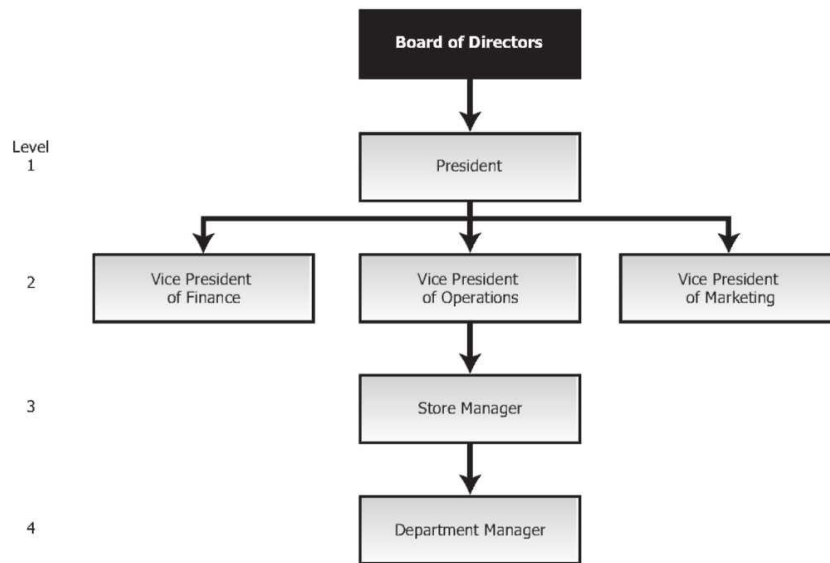 Board of Directors
Level
1
President
2
Vice President
of Finance
Vice President
of Operations
Vice President
of Marketing
3
Store Manager
4
Department Manager